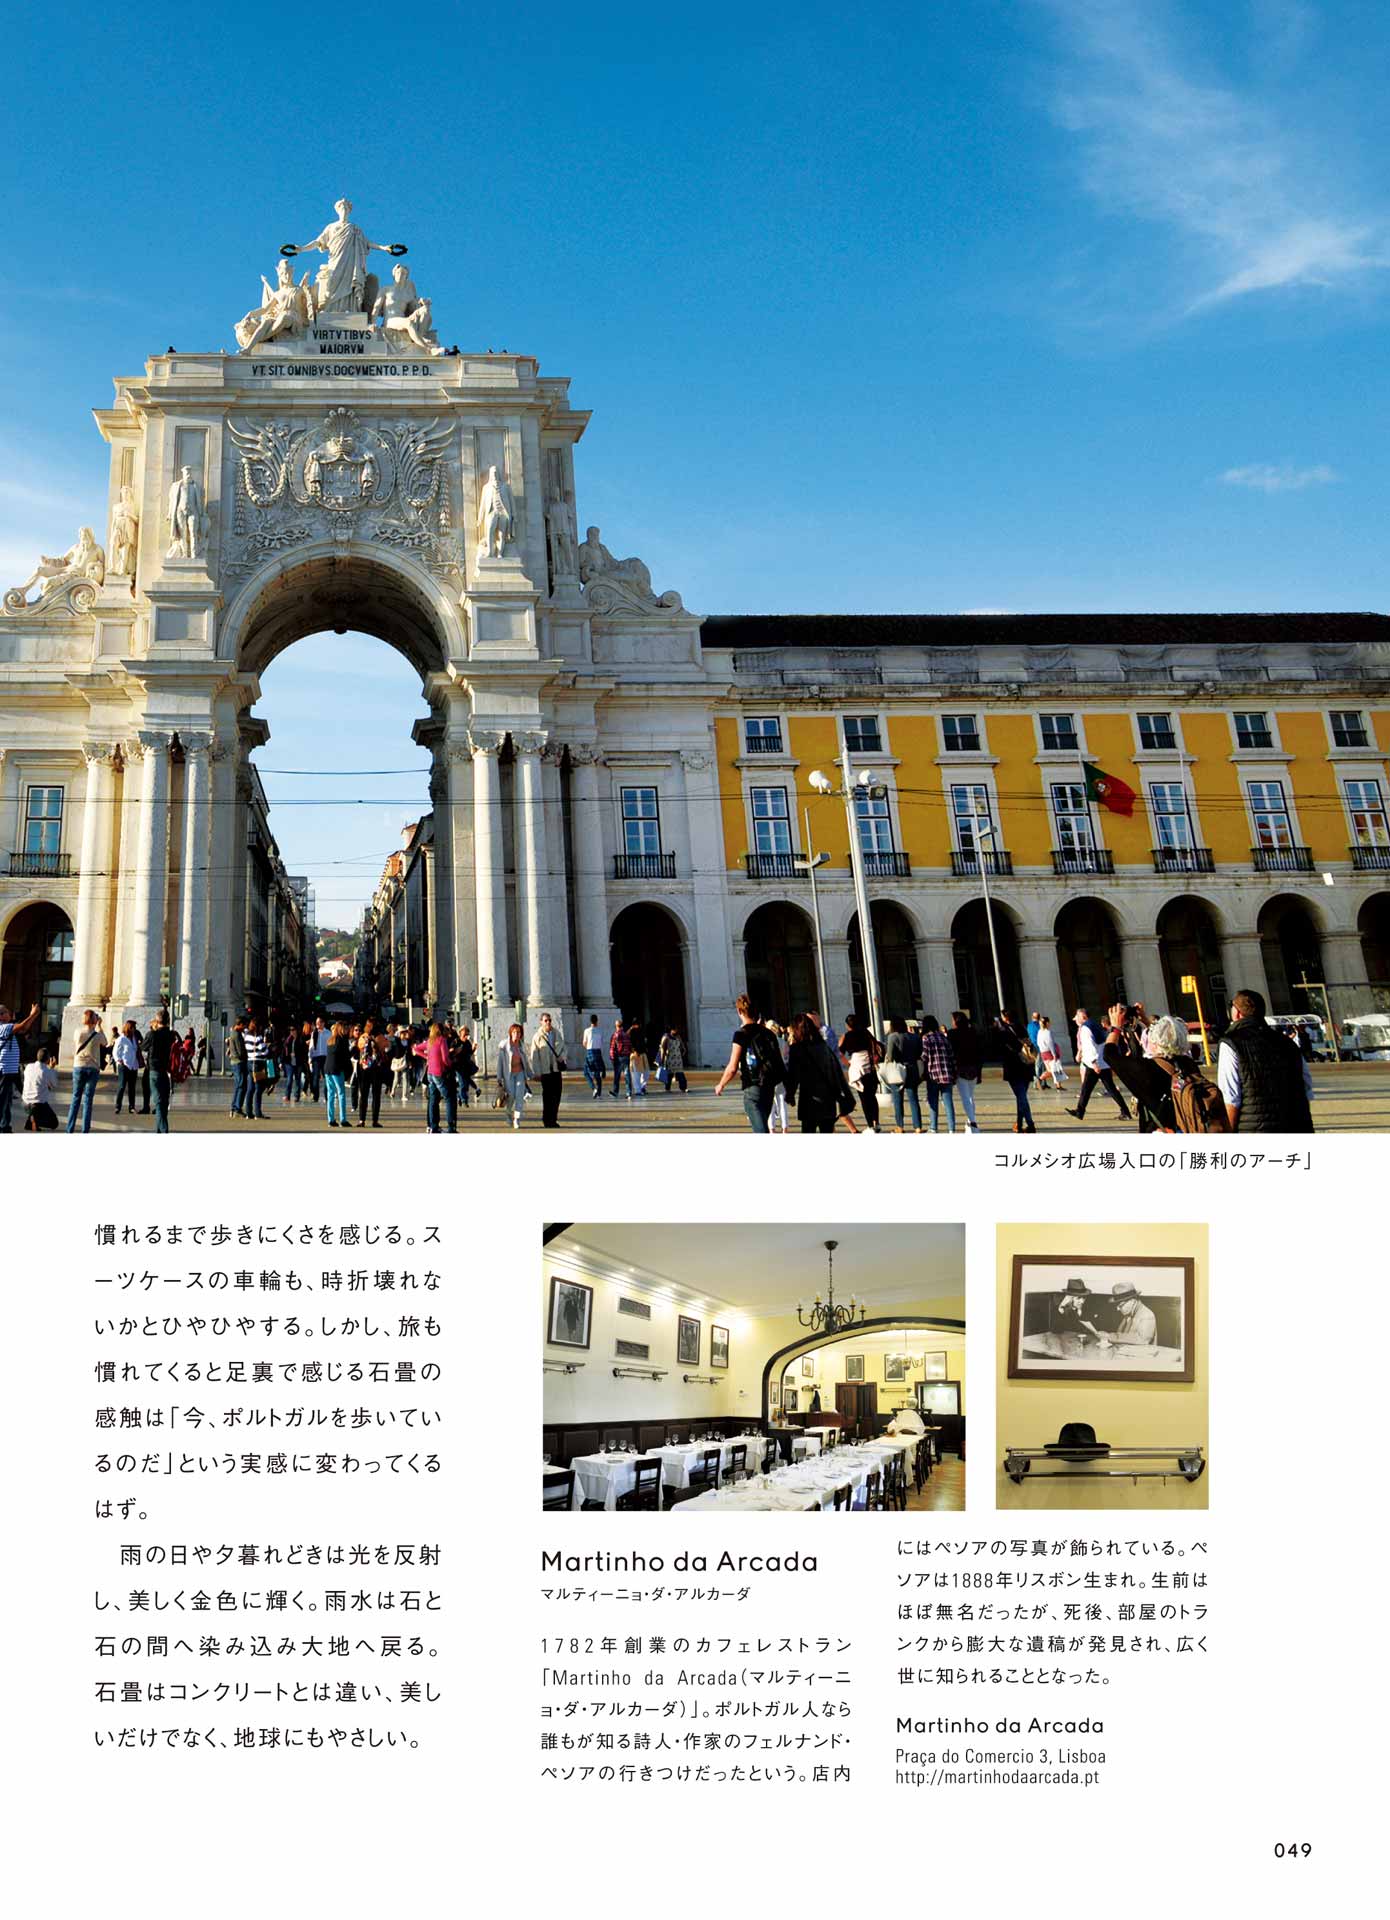 VIRTVTIBVS
MAIORVM
VT.SIT.OMNIBVS.DOCVMENTO.P.P.D.
コルメシオ広場入口の「勝利のアーチ」
慣れるまで歩きにくさを感じる。ス
ーツケースの車輪も、時折壊れな
いかとひやひやする。しかし、旅も
慣れてくると足裏で感じる石畳の
感触は「今、ポルトガルを歩いてい
るのだ」という実感に変わってくる
はず。
雨の日や夕暮れどきは光を反射
し、美しく金色に輝く。雨水は石と
石の間へ染み込み大地へ戻る。
石畳はコンクリートとは違い、美し
いだけでなく、地球にもやさしい。
Martinho da Arcada
マルティーニョ・ダ・アルカーダ
1782年創業のカフェレストラン
「Martinho da Arcada（マルティーニ
ョ・ダ・アルカーダ）」。ポルトガル人なら
誰もが知る詩人・作家のフェルナンド・
ペソアの行きつけだったという。店内
にはペソアの写真が飾られている。ペ
ソアは1888年リスボン生まれ。生前は
ほぼ無名だったが、死後、部屋のトラ
ンクから膨大な遺稿が発見され、広く
世に知られることとなった。
Martinho da Arcada
Praça do Comercio 3, Lisboa
http://martinhodaarcada.pt
049